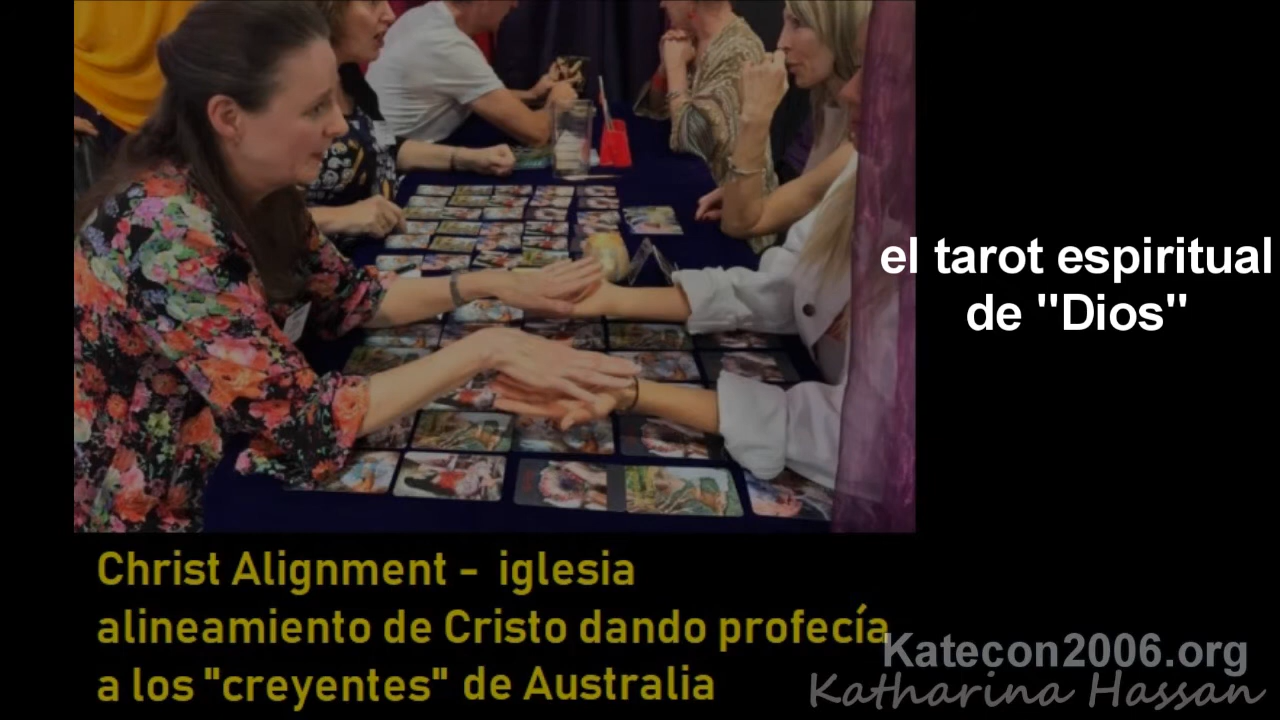 el tarot espiritual
de "Dios"
Christ Alignment - iglesia
alineamiento de Cristo dando profecía
a los "creyentes" de Australia
Katecon2006.org
Katharina Hassan